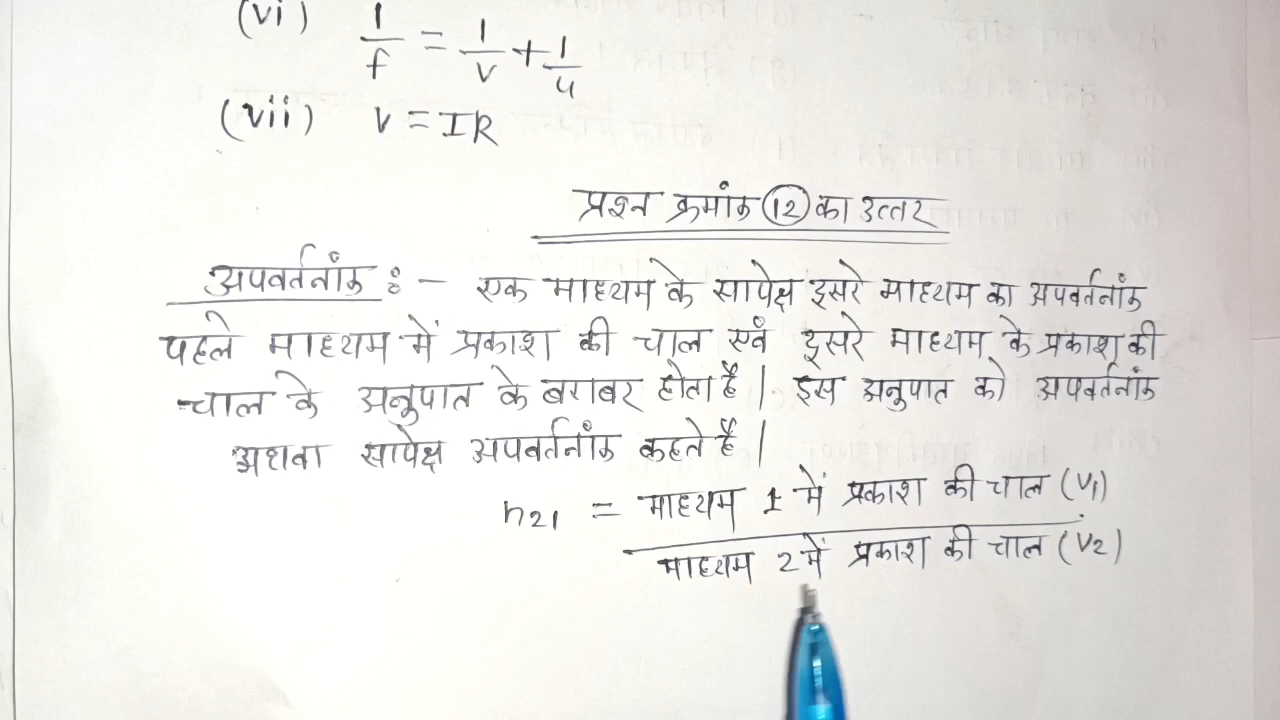 (vi) 1/f = 1/v + 1/u
(vii) V = IR
प्रश्न क्रमांक 12 का उत्तर
अपवर्तनांक :- एक माध्यम के सापेक्ष दूसरे माध्यम का अपवर्तनांक
पहले माध्यम में प्रकाश की चाल एवं दूसरे माध्यम के प्रकाश की
चाल के अनुपात के बराबर होता है। इस अनुपात को अपवर्तनांक
अथवा सापेक्ष अपवर्तनांक कहते हैं।
n21 = माध्यम 1 में प्रकाश की चाल (V1)
माध्यम 2 में प्रकाश की चाल (V2)